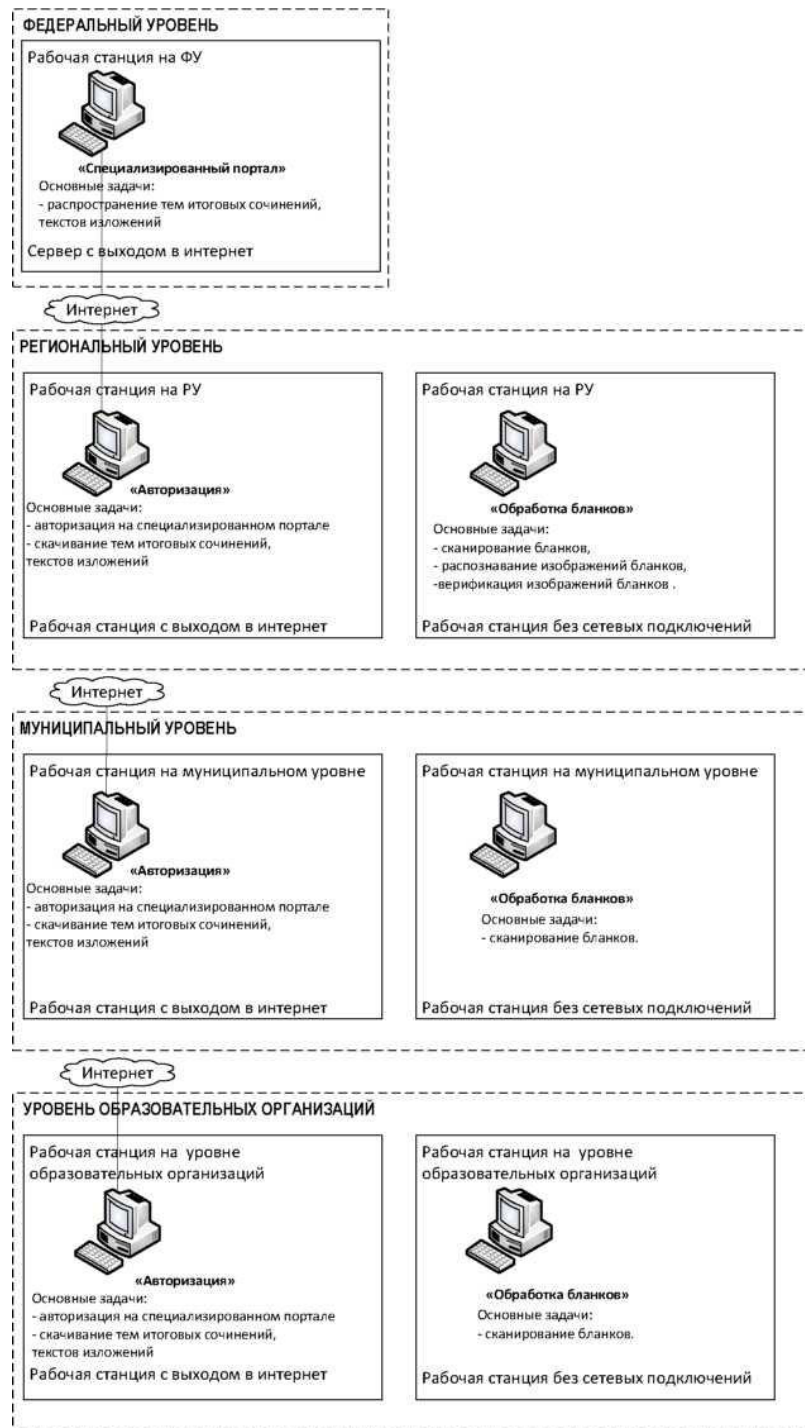 ФЕДЕРАЛЬНЫЙ УРОВЕНЬ
Рабочая станция на ФУ
«Специализированный портал»
Основные задачи:
- распространение тем итоговых сочинений,
текстов изложений
Сервер с выходом в интернет
Интернет
РЕГИОНАЛЬНЫЙ УРОВЕНЬ
Рабочая станция на РУ
«Авторизация»
Основные задачи:
- авторизация на специализированном портале
- скачивание тем итоговых сочинений,
текстов изложений
Рабочая станция с выходом в интернет
Рабочая станция на РУ
«Обработка бланков»
Основные задачи:
- сканирование бланков,
- распознавание изображений бланков,
-верификация изображений бланков .
Рабочая станция без сетевых подключений
Интернет
МУНИЦИПАЛЬНЫЙ УРОВЕНЬ
Рабочая станция на муниципальном уровне
«Авторизация»
Основные задачи:
- авторизация на специализированном портале
- скачивание тем итоговых сочинений,
текстов изложений
Рабочая станция с выходом в интернет
Рабочая станция на муниципальном уровне
«Обработка бланков»
Основные задачи:
- сканирование бланков.
Рабочая станция без сетевых подключений
Интернет
УРОВЕНЬ ОБРАЗОВАТЕЛЬНЫХ ОРГАНИЗАЦИЙ
Рабочая станция на уровне
образовательных организаций
«Авторизация»
Основные задачи:
- авторизация на специализированном портале
- скачивание тем итоговых сочинений,
текстов изложений
Рабочая станция с выходом в интернет
Рабочая станция на уровне
образовательных организаций
«Обработка бланков»
Основные задачи:
- сканирование бланков.
Рабочая станция без сетевых подключений